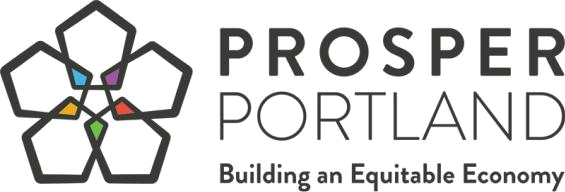 PROSPER
PORTLAND
Building an Equitable Economy